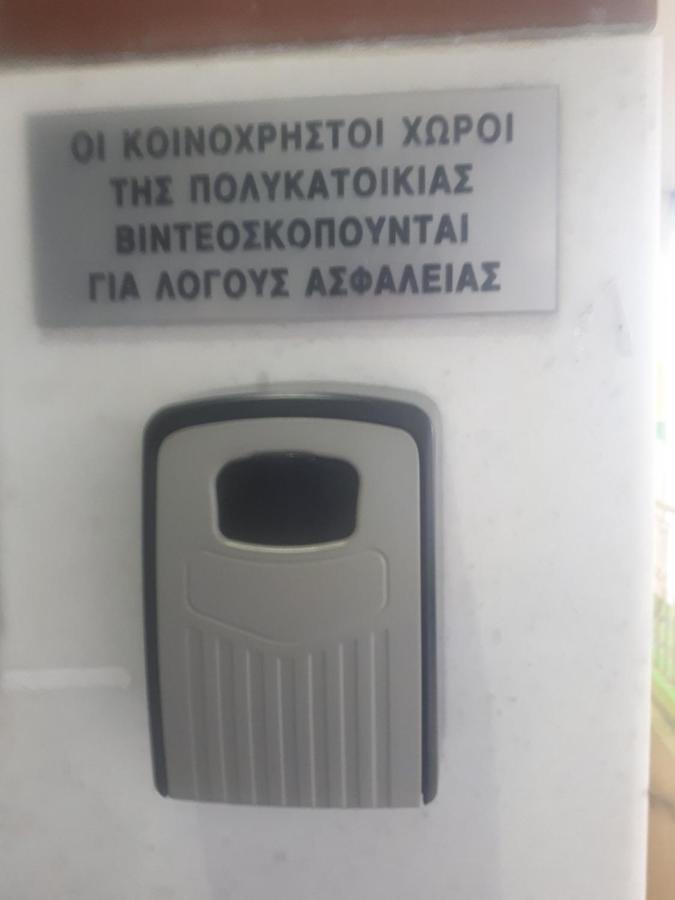 ΟΙ ΚΟΙΝΟΧΡΗΣΤΟΙ ΧΩΡΟΙ
ΤΗΣ ΠΟΛΥΚΑΤΟΙΚΙΑΣ
ΒΙΝΤΕΟΣΚΟΠΟΥΝΤΑΙ
ΓΙΑ ΛΟΓΟΥΣ ΑΣΦΑΛΕΙΑΣ